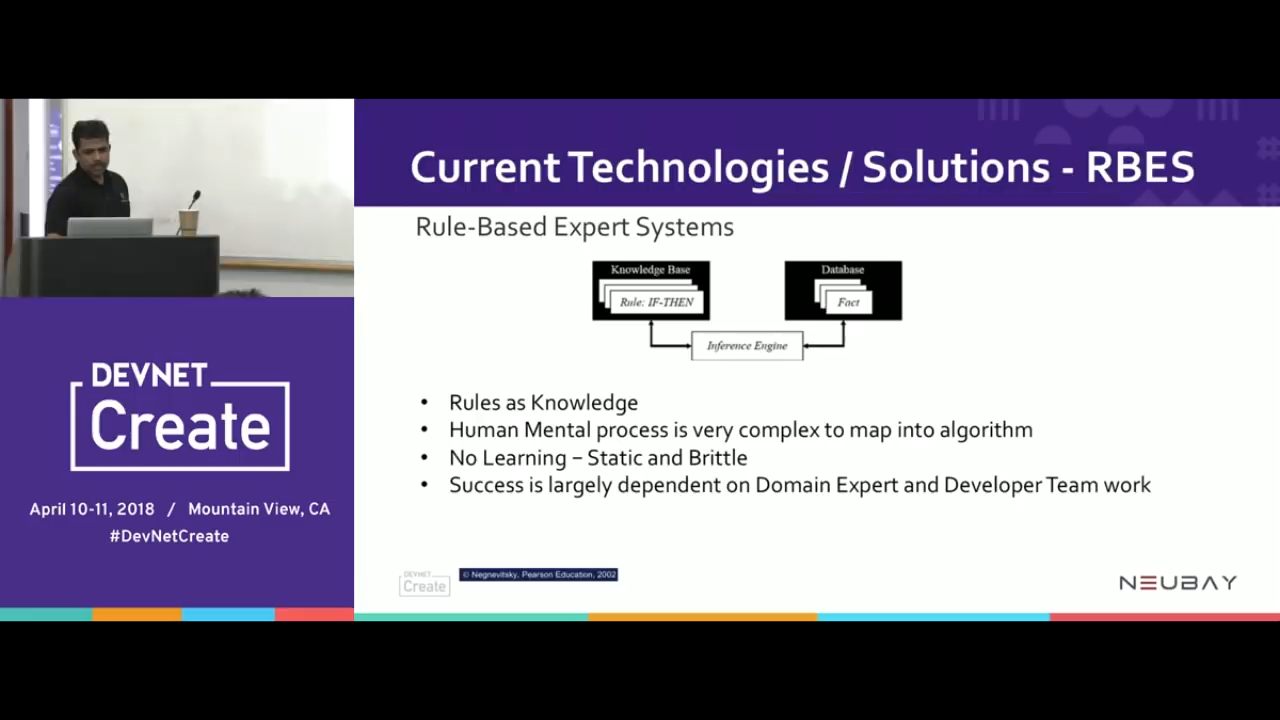 Current Technologies / Solutions - RBES
Rule-Based Expert Systems
Knowledge Base
Rule: IF-THEN
Database
Fact
Inference Engine
• Rules as Knowledge
• Human Mental process is very complex to map into algorithm
• No Learning – Static and Brittle
• Success is largely dependent on Domain Expert and Developer Team work
DEVNET
Create
April 10-11, 2018 / Mountain View, CA
#DevNetCreate
DEVNET
Create
© Negnevitsky, Pearson Education, 2002
NEUBAY